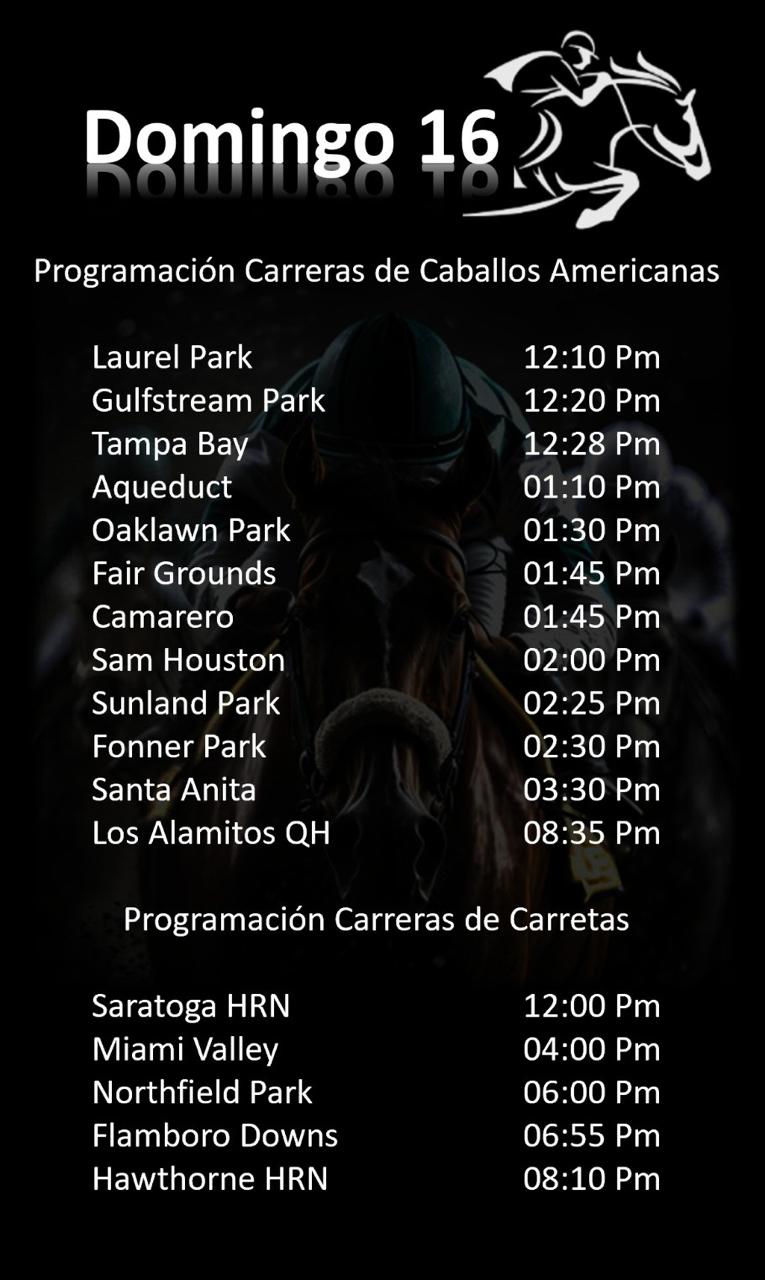 Domingo 16
Programación Carreras de Caballos Americanas
Laurel Park 12:10 Pm
Gulfstream Park 12:20 Pm
Tampa Bay 12:28 Pm
Aqueduct 01:10 Pm
Oaklawn Park 01:30 Pm
Fair Grounds 01:45 Pm
Camarero 01:45 Pm
Sam Houston 02:00 Pm
Sunland Park 02:25 Pm
Fonner Park 02:30 Pm
Santa Anita 03:30 Pm
Los Alamitos QH 08:35 Pm
Programación Carreras de Carretas
Saratoga HRN 12:00 Pm
Miami Valley 04:00 Pm
Northfield Park 06:00 Pm
Flamboro Downs 06:55 Pm
Hawthorne HRN 08:10 Pm